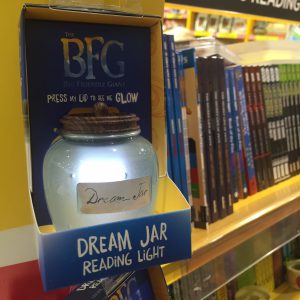 THE
BFG
BIG FRIENDLY GIANT
PRESS MY LID TO SEE ME GLOW
Dream Jar
DREAM JAR
READING LIGHT
BFG
READING